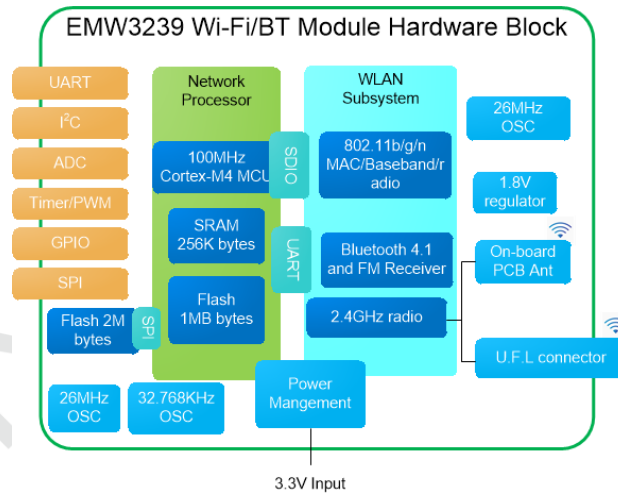 EMW3239 Wi-Fi/BT Module Hardware Block
UART
I²C
ADC
Timer/PWM
GPIO
SPI
Flash 2M
bytes
SPI
26MHz
OSC
32.768KHz
OSC
Network
Processor
100MHz
Cortex-M4 MCU
SRAM
256K bytes
Flash
1MB bytes
SDIO
UART
WLAN
Subsystem
802.11b/g/n
MAC/Baseband/r
adio
Bluetooth 4.1
and FM Receiver
2.4GHz radio
Power
Mangement
26MHz
OSC
1.8V
regulator
On-board
PCB Ant
U.F.L connector
3.3V Input